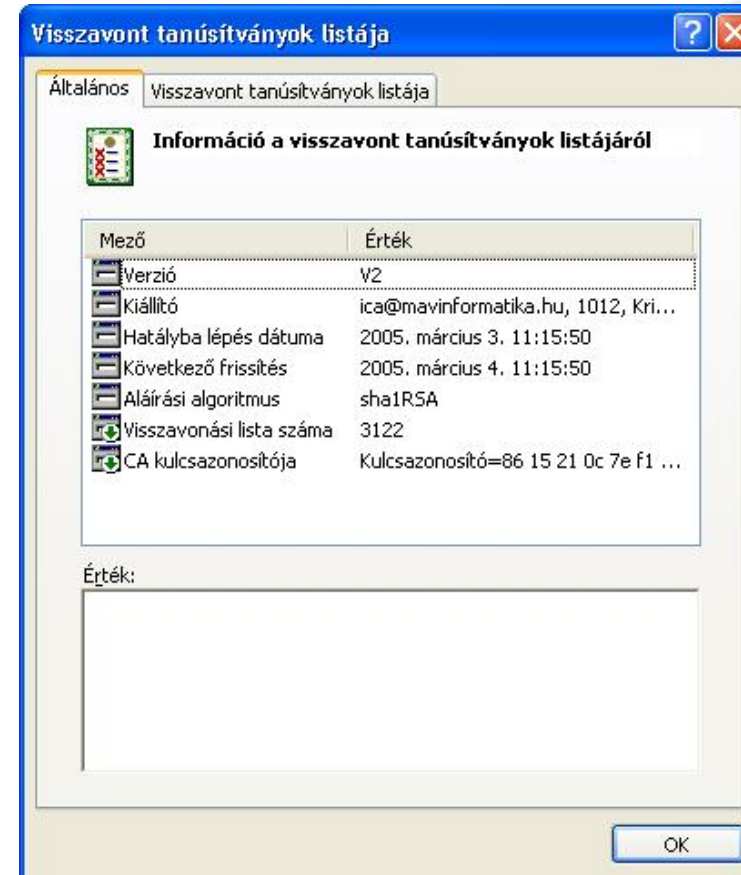 Visszavont tanúsítványok listája
Általános
Visszavont tanúsítványok listája
Információ a visszavont tanúsítványok listájáról
Mező Érték
Verzió V2
Kiállító ica@mavinformatika.hu, 1012, Kri...
Hatályba lépés dátuma 2005. március 3. 11:15:50
Következő frissítés 2005. március 4. 11:15:50
Aláírási algoritmus sha1RSA
Visszavonási lista száma 3122
CA kulcsazonosítója Kulcsazonosító=86 15 21 0c 7e f1 ...
Érték:
OK